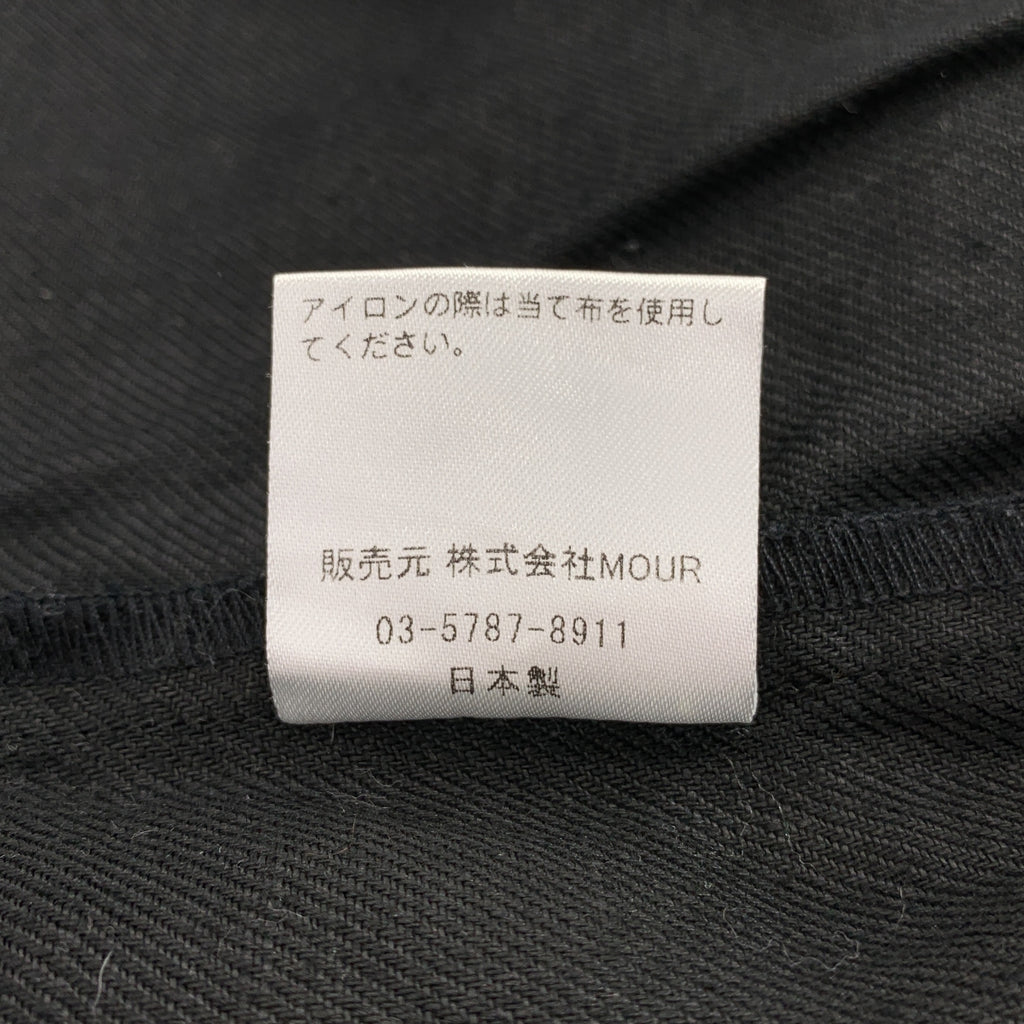 アイロンの際は当て布を使用し
てください。
販売元 株式会社MOUR
03-5787-8911
日本製